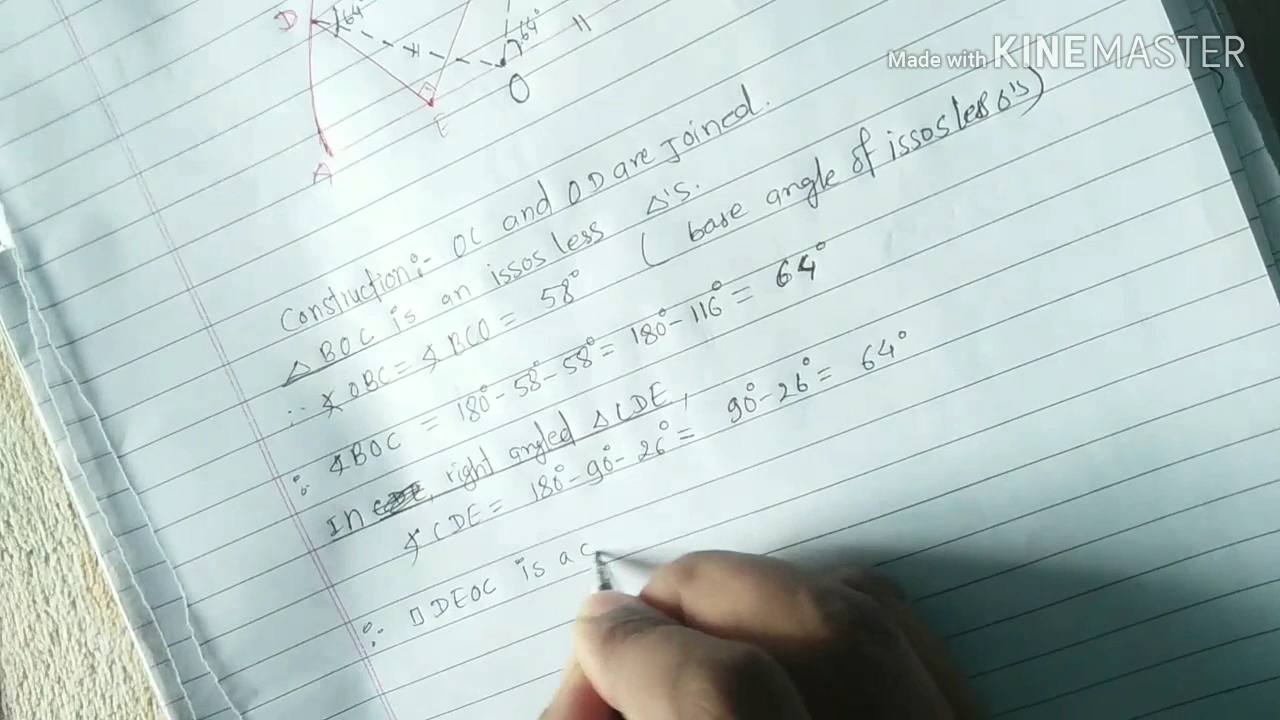 Made with KINEMASTER
D
64°
64°
O
E
A
Construction:- OC and OD are joined.
△ BOC is an issosless △'s.
∴ ∡ OBC = ∡ BCO = 58° ( base angle of issosless △'s)
∴ ∡BOC = 180° - 58° - 58° = 180° - 116° = 64°
In right angled △ CDE,
∡ CDE = 180° - 90° - 26° = 90° - 26° = 64°
∴ □ DEOC is a c